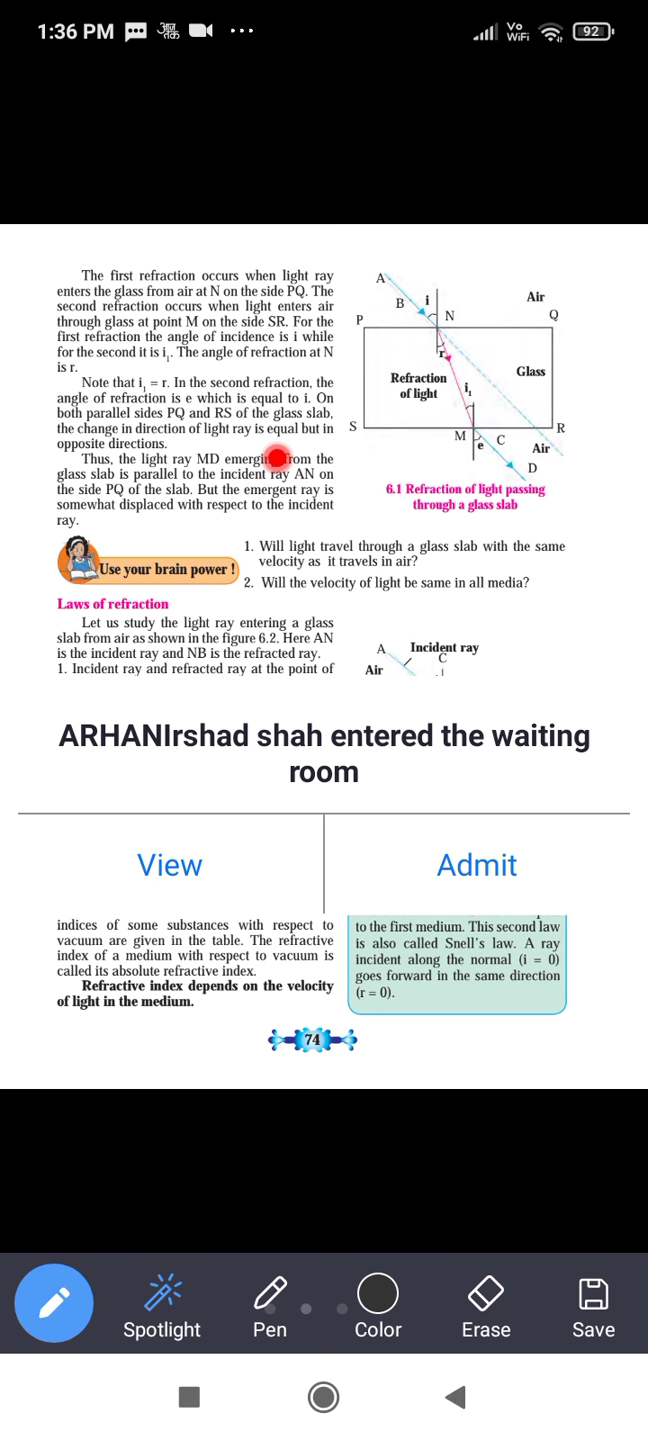 1:36 PM
आज
तक
Vo
WiFi
92
The first refraction occurs when light ray
enters the glass from air at N on the side PQ. The
second refraction occurs when light enters air
through glass at point M on the side SR. For the
first refraction the angle of incidence is i while
for the second it is i₁. The angle of refraction at N
is r.
Note that i₁ = r. In the second refraction, the
angle of refraction is e which is equal to i. On
both parallel sides PQ and RS of the glass slab,
the change in direction of light ray is equal but in
opposite directions.
Thus, the light ray MD the
glass slab is parallel to the incident ray AN on
the side PQ of the slab. But the emergent ray is
somewhat displaced with respect to the incident
ray.
A
B
i
N
Air
P
Q
r
Refraction
of light
i₁
Glass
S
R
M
e
C
Air
D
6.1 Refraction of light passing
through a glass slab
Use your brain power !
1. Will light travel through a glass slab with the same
velocity as it travels in air?
2. Will the velocity of light be same in all media?
Laws of refraction
Let us study the light ray entering a glass
slab from air as shown in the figure 6.2. Here AN
is the incident ray and NB is the refracted ray.
1. Incident ray and refracted ray at the point of
A
Incident ray
C
Air
ARHANIrshad shah entered the waiting
room
View
Admit
indices of some substances with respect to
vacuum are given in the table. The refractive
index of a medium with respect to vacuum is
called its absolute refractive index.
Refractive index depends on the velocity
of light in the medium.
to the first medium. This second law
is also called Snell's law. A ray
incident along the normal (i = 0)
goes forward in the same direction
(r = 0).
74
Spotlight
Pen
Color
Erase
Save